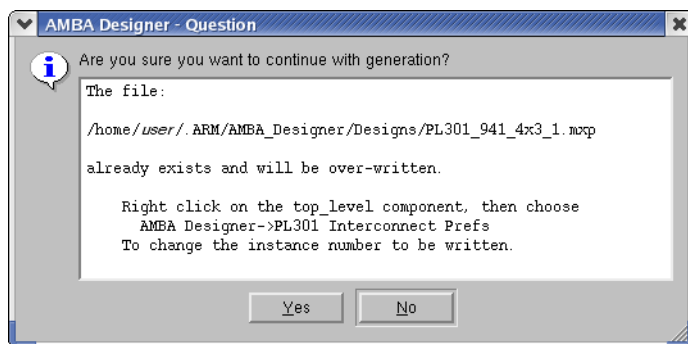 AMBA Designer - Question
Are you sure you want to continue with generation?
The file:
/home/user/.ARM/AMBA_Designer/Designs/PL301_941_4x3_1.mxp
already exists and will be over-written.
Right click on the top_level component, then choose
AMBA Designer->PL301 Interconnect Prefs
To change the instance number to be written.
Yes No